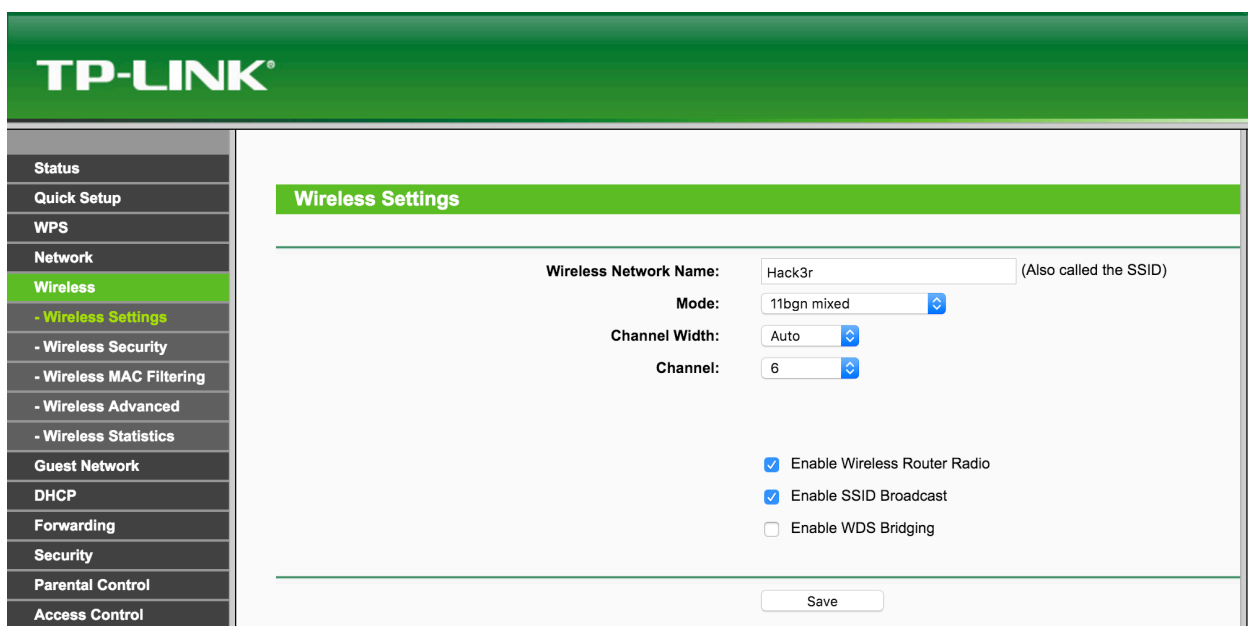 TP-LINK®
Status
Quick Setup
WPS
Network
Wireless
- Wireless Settings
- Wireless Security
- Wireless MAC Filtering
- Wireless Advanced
- Wireless Statistics
Guest Network
DHCP
Forwarding
Security
Parental Control
Access Control
Wireless Settings
Wireless Network Name: Hack3r (Also called the SSID)
Mode: 11bgn mixed
Channel Width: Auto
Channel: 6
Enable Wireless Router Radio
Enable SSID Broadcast
Enable WDS Bridging
Save